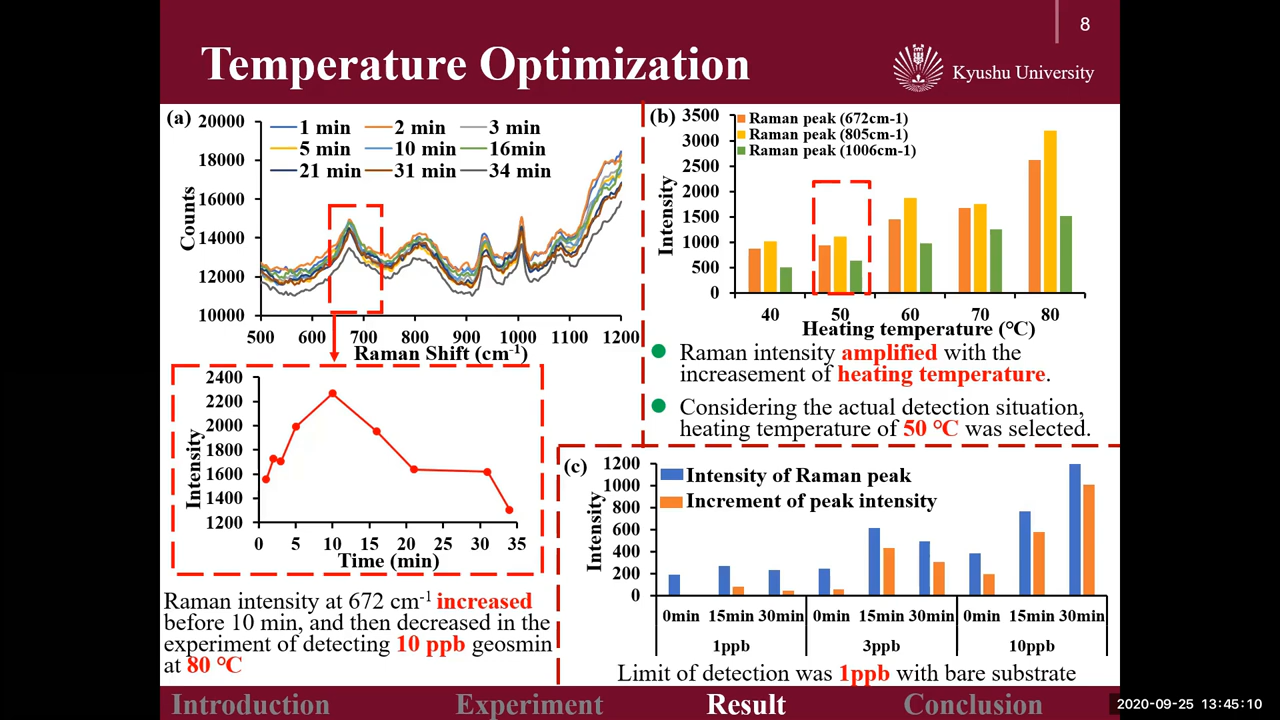 8
Temperature Optimization
Kyushu University
(a)
20000
18000
16000
14000
12000
10000
Counts
1 min 2 min 3 min
5 min 10 min 16min
21 min 31 min 34 min
500 600 700 800 900 1000 1100 1200
Raman Shift (cm-1)
2400
2200
2000
1800
1600
1400
1200
Intensity
0 5 10 15 20 25 30 35
Time (min)
Raman intensity at 672 cm-1 increased
before 10 min, and then decreased in the
experiment of detecting 10 ppb geosmin
at 80 ℃
(b)
3500
3000
2500
2000
1500
1000
500
0
Intensity
Raman peak (672cm-1)
Raman peak (805cm-1)
Raman peak (1006cm-1)
40 50 60 70 80
Heating temperature (℃)
Raman intensity amplified with the
increasement of heating temperature.
Considering the actual detection situation,
heating temperature of 50 ℃ was selected.
(c)
1200
1000
800
600
400
200
0
Intensity
Intensity of Raman peak
Increment of peak intensity
0min 15min 30min 0min 15min 30min 0min 15min 30min
1ppb 3ppb 10ppb
Limit of detection was 1ppb with bare substrate
Introduction Experiment Result Conclusion
2020-09-25 13:45:10